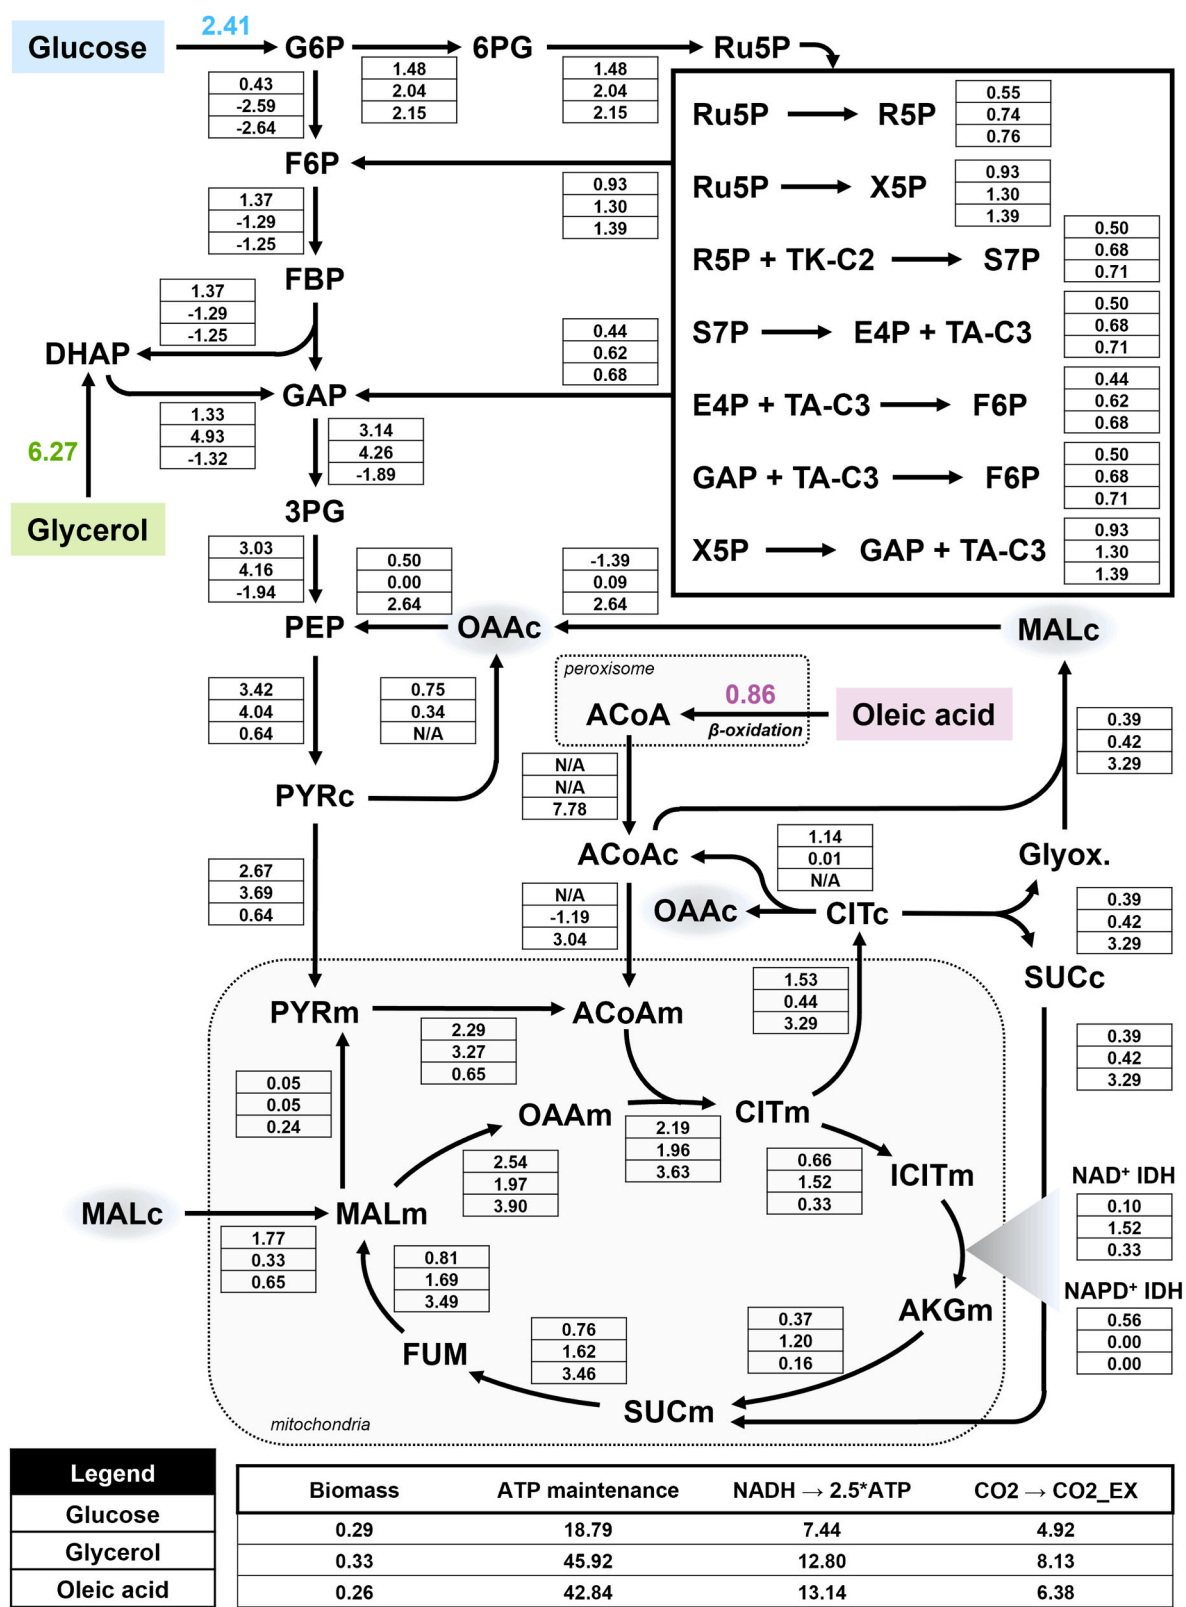 Glucose 2.41 G6P 6PG Ru5P
0.43
-2.59
-2.64
1.48
2.04
2.15
1.48
2.04
2.15
Ru5P R5P
0.55
0.74
0.76
Ru5P X5P
0.93
1.30
1.39
R5P + TK-C2 S7P
0.50
0.68
0.71
S7P E4P + TA-C3
0.50
0.68
0.71
E4P + TA-C3 F6P
0.44
0.62
0.68
GAP + TA-C3 F6P
0.50
0.68
0.71
X5P GAP + TA-C3
0.93
1.30
1.39
F6P
0.93
1.30
1.39
1.37
-1.29
-1.25
FBP
1.37
-1.29
-1.25
DHAP
GAP
0.44
0.62
0.68
1.33
4.93
-1.32
3.14
4.26
-1.89
6.27
Glycerol
3PG
3.03
4.16
-1.94
0.50
0.00
2.64
-1.39
0.09
2.64
PEP OAAc MALc
3.42
4.04
0.64
0.75
0.34
N/A
peroxisome
ACoA 0.86 Oleic acid
β-oxidation
0.39
0.42
3.29
N/A
N/A
7.78
PYRc
ACoAc
1.14
0.01
N/A
Glyox.
2.67
3.69
0.64
N/A
-1.19
3.04
OAAc CITc
0.39
0.42
3.29
SUCc
1.53
0.44
3.29
PYRm ACoAm
2.29
3.27
0.65
0.39
0.42
3.29
0.05
0.05
0.24
OAAm CITm
2.19
1.96
3.63
2.54
1.97
3.90
0.66
1.52
0.33
ICITm
NAD+ IDH
0.10
1.52
0.33
MALc MALm
1.77
0.33
0.65
0.81
1.69
3.49
NAPD+ IDH
0.56
0.00
0.00
AKGm
0.37
1.20
0.16
FUM
0.76
1.62
3.46
SUCm
mitochondria
Legend
Glucose
Glycerol
Oleic acid
Biomass ATP maintenance NADH → 2.5*ATP CO2 → CO2_EX
0.29 18.79 7.44 4.92
0.33 45.92 12.80 8.13
0.26 42.84 13.14 6.38